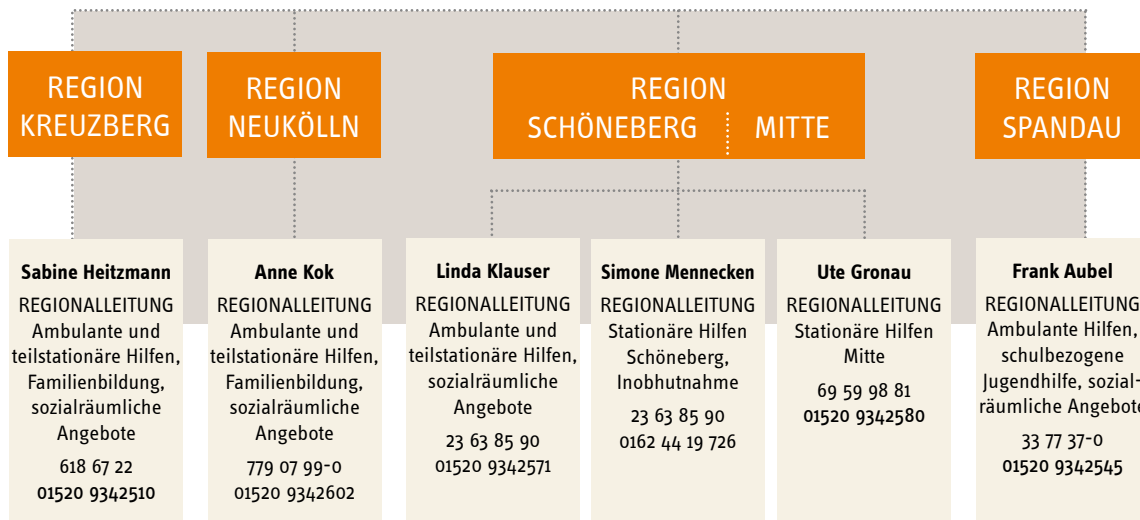 REGION
KREUZBERG
REGION
NEUKÖLLN
REGION
SCHÖNEBERG MITTE
REGION
SPANDAU
Sabine Heitzmann
REGIONALLEITUNG
Ambulante und
teilstationäre Hilfen,
Familienbildung,
sozialräumliche
Angebote
618 67 22
01520 9342510
Anne Kok
REGIONALLEITUNG
Ambulante und
teilstationäre Hilfen,
Familienbildung,
sozialräumliche
Angebote
779 07 99-0
01520 9342602
Linda Klauser
REGIONALLEITUNG
Ambulante und
teilstationäre Hilfen,
sozialräumliche
Angebote
23 63 85 90
01520 9342571
Simone Mennecken
REGIONALLEITUNG
Stationäre Hilfen
Schöneberg,
Inobhutnahme
23 63 85 90
0162 44 19 726
Ute Gronau
REGIONALLEITUNG
Stationäre Hilfen
Mitte
69 59 98 81
01520 9342580
Frank Aubel
REGIONALLEITUNG
Ambulante Hilfen,
schulbezogene
Jugendhilfe, sozial-
räumliche Angebote
33 77 37-0
01520 9342545